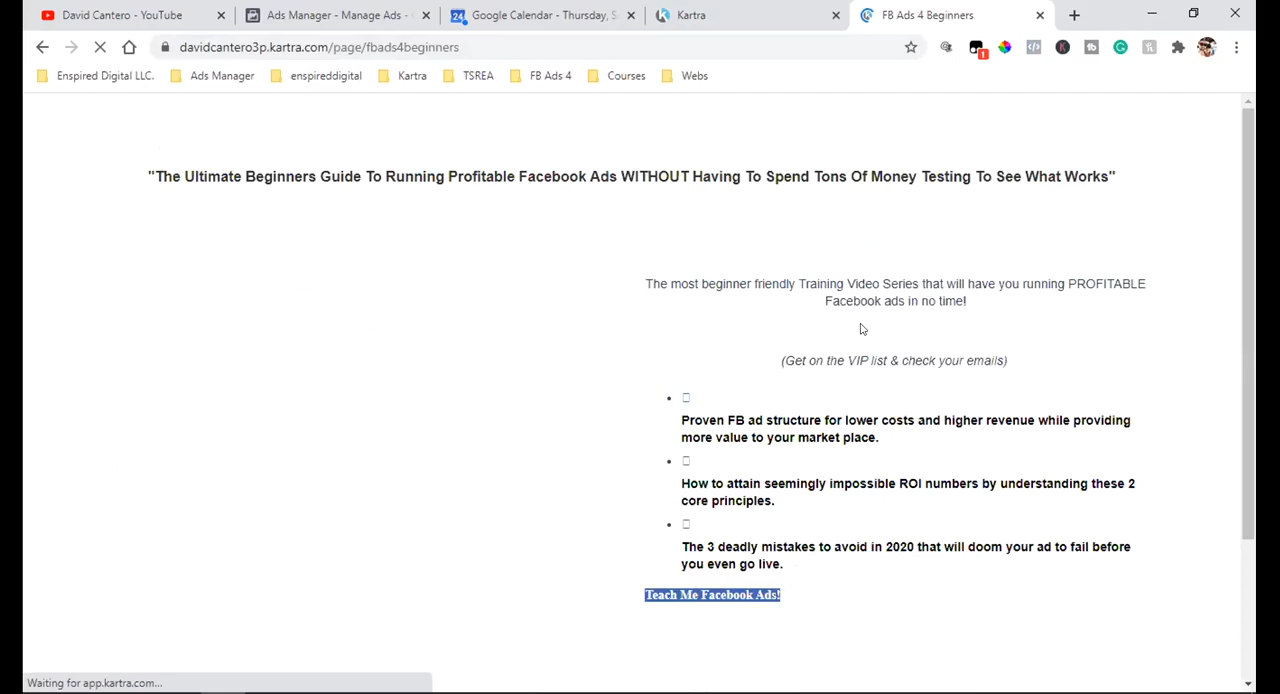 David Cantero - YouTube
Ads Manager - Manage Ads -
24
Google Calendar - Thursday, S
Kartra
FB Ads 4 Beginners
davidcantero3p.kartra.com/page/fbads4beginners
1
Enspired Digital LLC.
Ads Manager
enspireddigital
Kartra
TSREA
FB Ads 4
Courses
Webs
"The Ultimate Beginners Guide To Running Profitable Facebook Ads WITHOUT Having To Spend Tons Of Money Testing To See What Works"
The most beginner friendly Training Video Series that will have you running PROFITABLE
Facebook ads in no time!
(Get on the VIP list & check your emails)
Proven FB ad structure for lower costs and higher revenue while providing
more value to your market place.
How to attain seemingly impossible ROI numbers by understanding these 2
core principles.
The 3 deadly mistakes to avoid in 2020 that will doom your ad to fail before
you even go live.
Teach Me Facebook Ads!
Waiting for app.kartra.com...